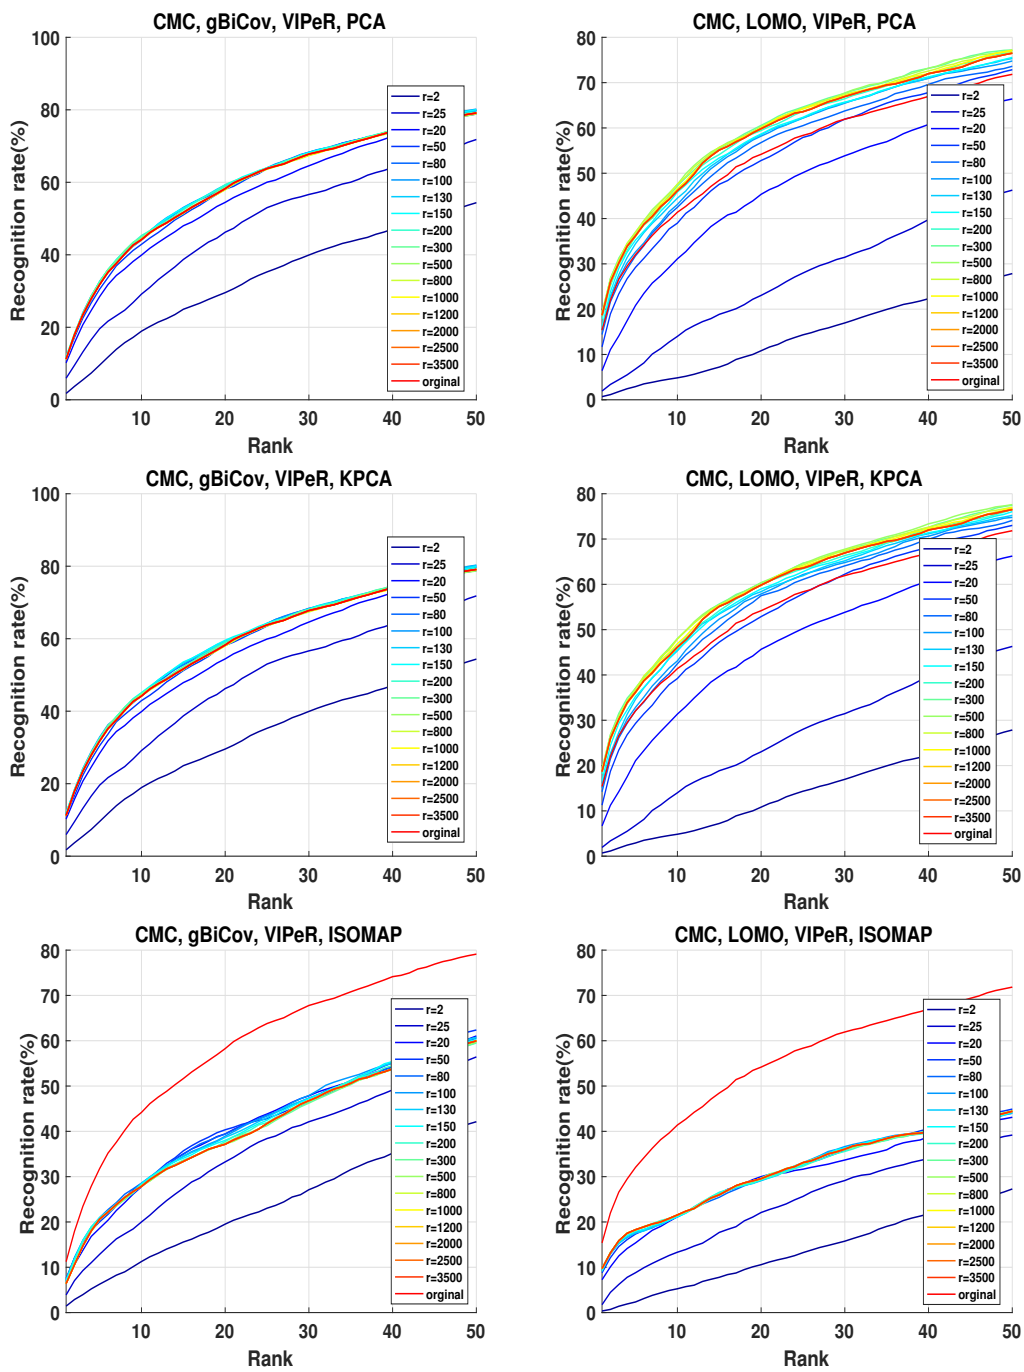 CMC, gBiCov, VIPeR, PCA
Recognition rate(%)
100
80
60
40
20
0
10 20 30 40 50
Rank
r=2
r=25
r=20
r=50
r=80
r=100
r=130
r=150
r=200
r=300
r=500
r=800
r=1000
r=1200
r=2000
r=2500
r=3500
orginal
CMC, LOMO, VIPeR, PCA
Recognition rate(%)
80
70
60
50
40
30
20
10
0
10 20 30 40 50
Rank
r=2
r=25
r=20
r=50
r=80
r=100
r=130
r=150
r=200
r=300
r=500
r=800
r=1000
r=1200
r=2000
r=2500
r=3500
orginal
CMC, gBiCov, VIPeR, KPCA
Recognition rate(%)
100
80
60
40
20
0
10 20 30 40 50
Rank
r=2
r=25
r=20
r=50
r=80
r=100
r=130
r=150
r=200
r=300
r=500
r=800
r=1000
r=1200
r=2000
r=2500
r=3500
orginal
CMC, LOMO, VIPeR, KPCA
Recognition rate(%)
80
70
60
50
40
30
20
10
0
10 20 30 40 50
Rank
r=2
r=25
r=20
r=50
r=80
r=100
r=130
r=150
r=200
r=300
r=500
r=800
r=1000
r=1200
r=2000
r=2500
r=3500
orginal
CMC, gBiCov, VIPeR, ISOMAP
Recognition rate(%)
80
70
60
50
40
30
20
10
0
10 20 30 40 50
Rank
r=2
r=25
r=20
r=50
r=80
r=100
r=130
r=150
r=200
r=300
r=500
r=800
r=1000
r=1200
r=2000
r=2500
r=3500
orginal
CMC, LOMO, VIPeR, ISOMAP
Recognition rate(%)
80
70
60
50
40
30
20
10
0
10 20 30 40 50
Rank
r=2
r=25
r=20
r=50
r=80
r=100
r=130
r=150
r=200
r=300
r=500
r=800
r=1000
r=1200
r=2000
r=2500
r=3500
orginal